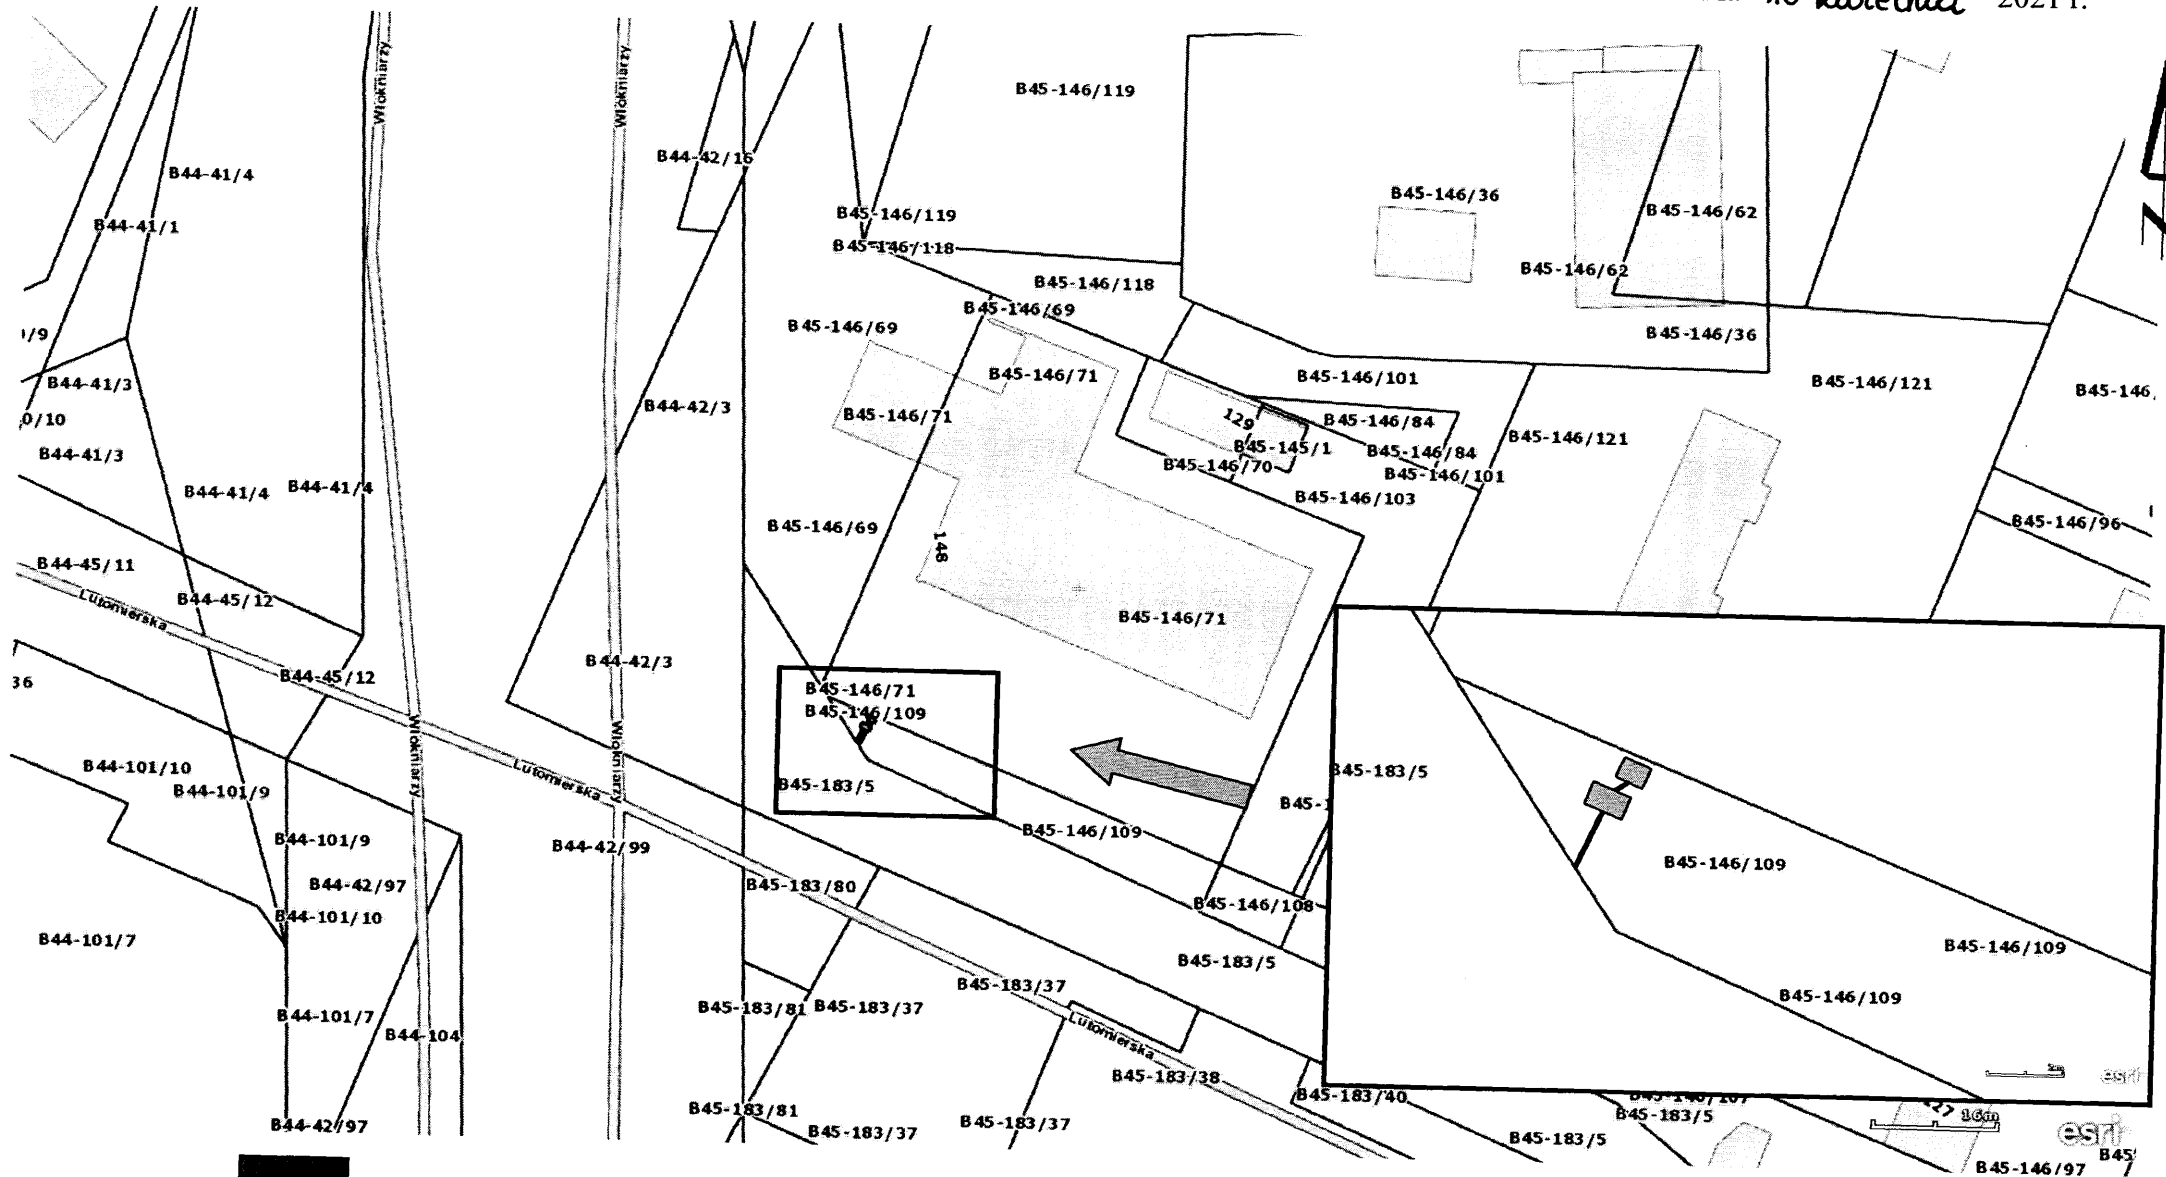 kwietnia 2021 r.
Włókniarzy
Włókniarzy
B45-146/119
B44-42/16
B44-41/4
B45-146/36
B45-146/119
B45-146/62
B44-41/1
B45-146/118
B45-146/62
B45-146/118
B45-146/69
B45-146/69
/9
B45-146/36
B45-146/71
B45-146/101
B44-41/3
B45-146/121
B45-146
B44-42/3
B45-146/71
129
B45-146/84
0/10
B45-146/121
B45-145/1
B45-146/84
B44-41/3
B45-146/70
B45-146/101
B44-41/4
B44-41/4
B45-146/103
B45-146/69
B45-146/96
148
B44-45/11
B44-45/12
Lutomierska
B45-146/71
B44-42/3
B44-45/12
36
B45-146/71
B45-146/109
Włókniarzy
Włókniarzy
B44-101/10
Lutomierska
B44-101/9
B45-183/5
B45-183/5
B45-1
B45-146/109
B44-101/9
B44-42/99
B45-146/109
B44-42/97
B45-183/80
B45-146/108
B44-101/10
B44-101/7
B45-146/109
B45-183/5
B45-183/37
B45-146/109
B45-183/81
B45-183/37
B44-101/7
Lutomierska
B44-104
B45-183/38
esri
B45-183/40
B45-183/81
B45-183/5
127
16m
B44-42/97
B45-183/37
B45-183/37
B45-183/5
esri
B45
B45-146/97